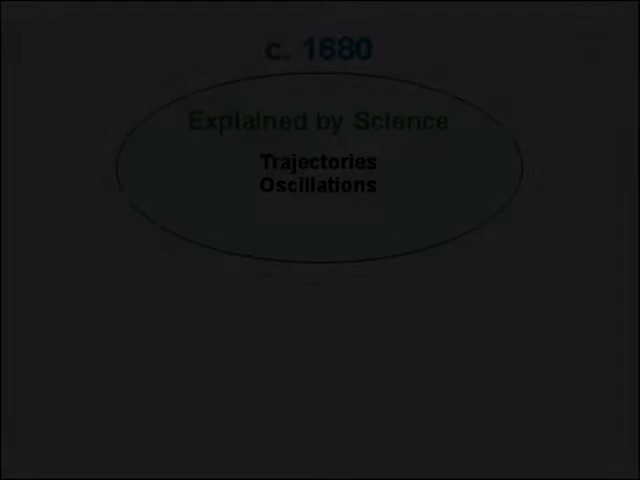 c. 1680
Explained by Science
Trajectories
Oscillations